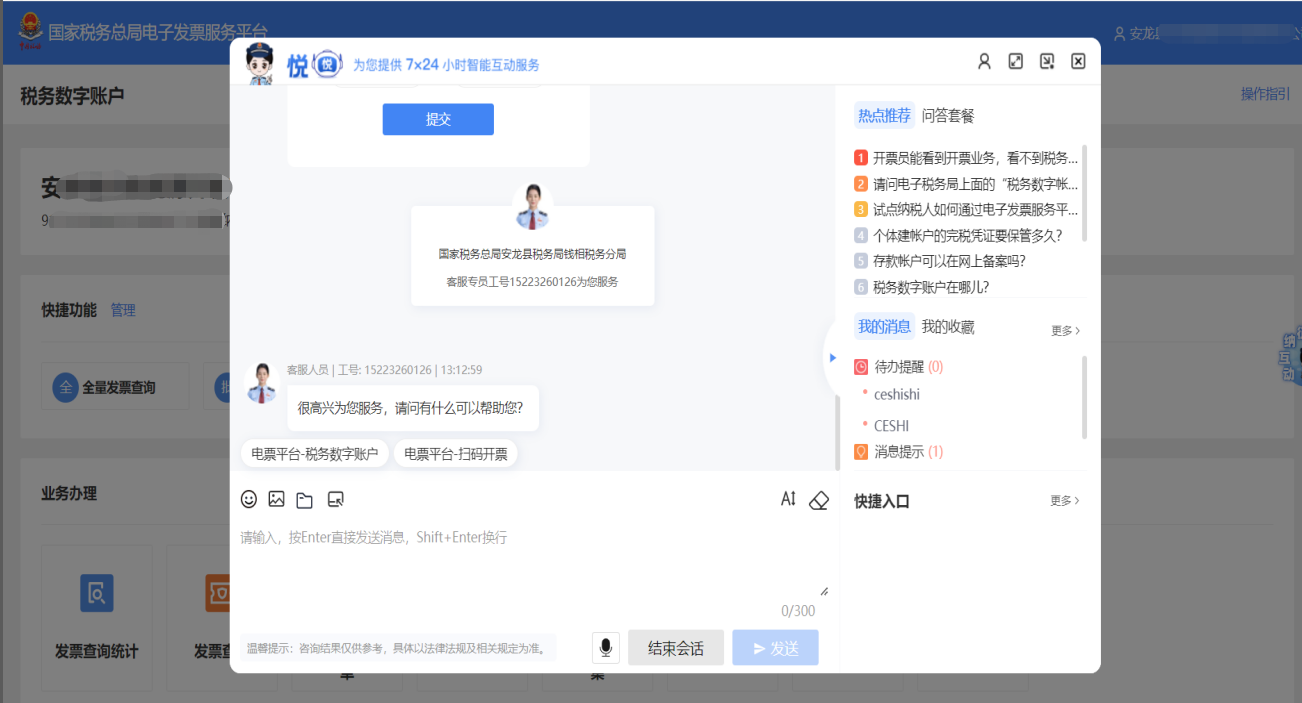 国家税务总局电子发票服务平台
安龙
税务数字账户
操作指引
安
9
快捷功能 管理
全 全量发票查询
批
业务办理
发票查询统计
发票查
悦 悦 为您提供 7×24 小时智能互动服务
提交
国家税务总局安龙县税务局钱相税务分局
客服专员工号15223260126为您服务
客服人员 | 工号: 15223260126 | 13:12:59
很高兴为您服务，请问有什么可以帮助您?
电票平台-税务数字账户 电票平台-扫码开票
请输入，按Enter直接发送消息，Shift+Enter换行
0/300
温馨提示：咨询结果仅供参考，具体以法律法规及相关规定为准。
结束会话 发送
热点推荐 问答套餐
1 开票员能看到开票业务，看不到税务...
2 请问电子税务局上面的“税务数字帐...
3 试点纳税人如何通过电子发票服务平...
4 个体建帐户的完税凭证要保管多久?
5 存款帐户可以在网上备案吗?
6 税务数字账户在哪儿?
我的消息 我的收藏 更多
待办提醒 (0)
ceshishi
CESHI
消息提示 (1)
快捷入口 更多
纳
互
动